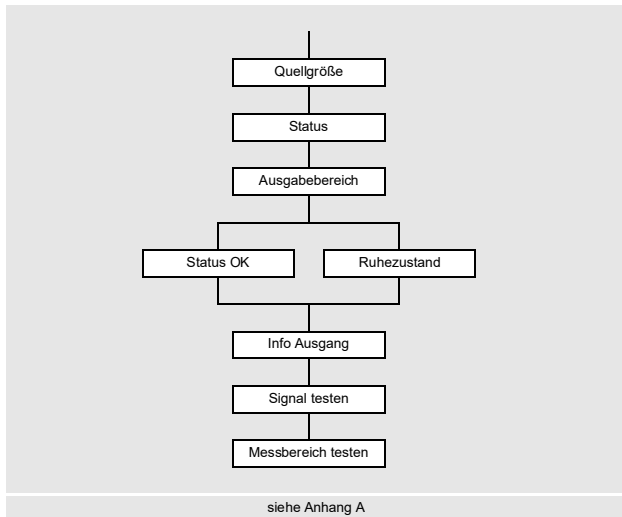 Quellgröße
Status
Ausgabebereich
Status OK
Ruhezustand
Info Ausgang
Signal testen
Messbereich testen
siehe Anhang A